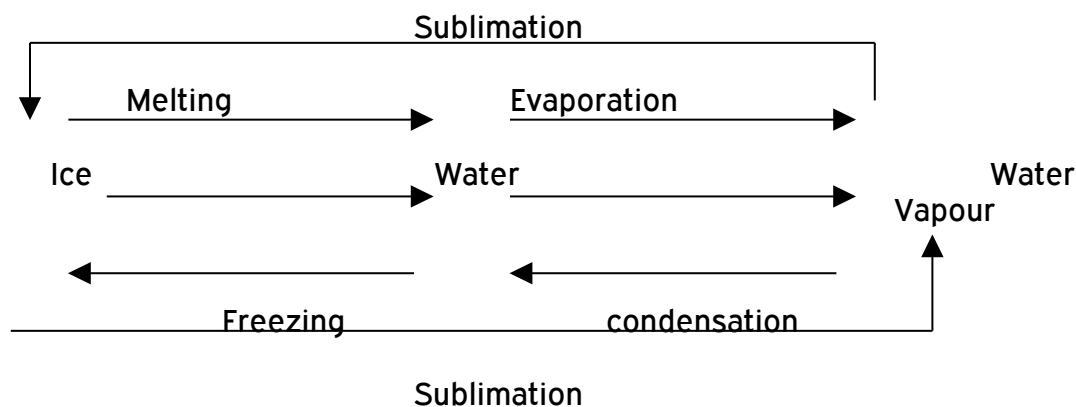 Sublimation
Melting Evaporation
Ice Water Water
Vapour
Freezing condensation
Sublimation